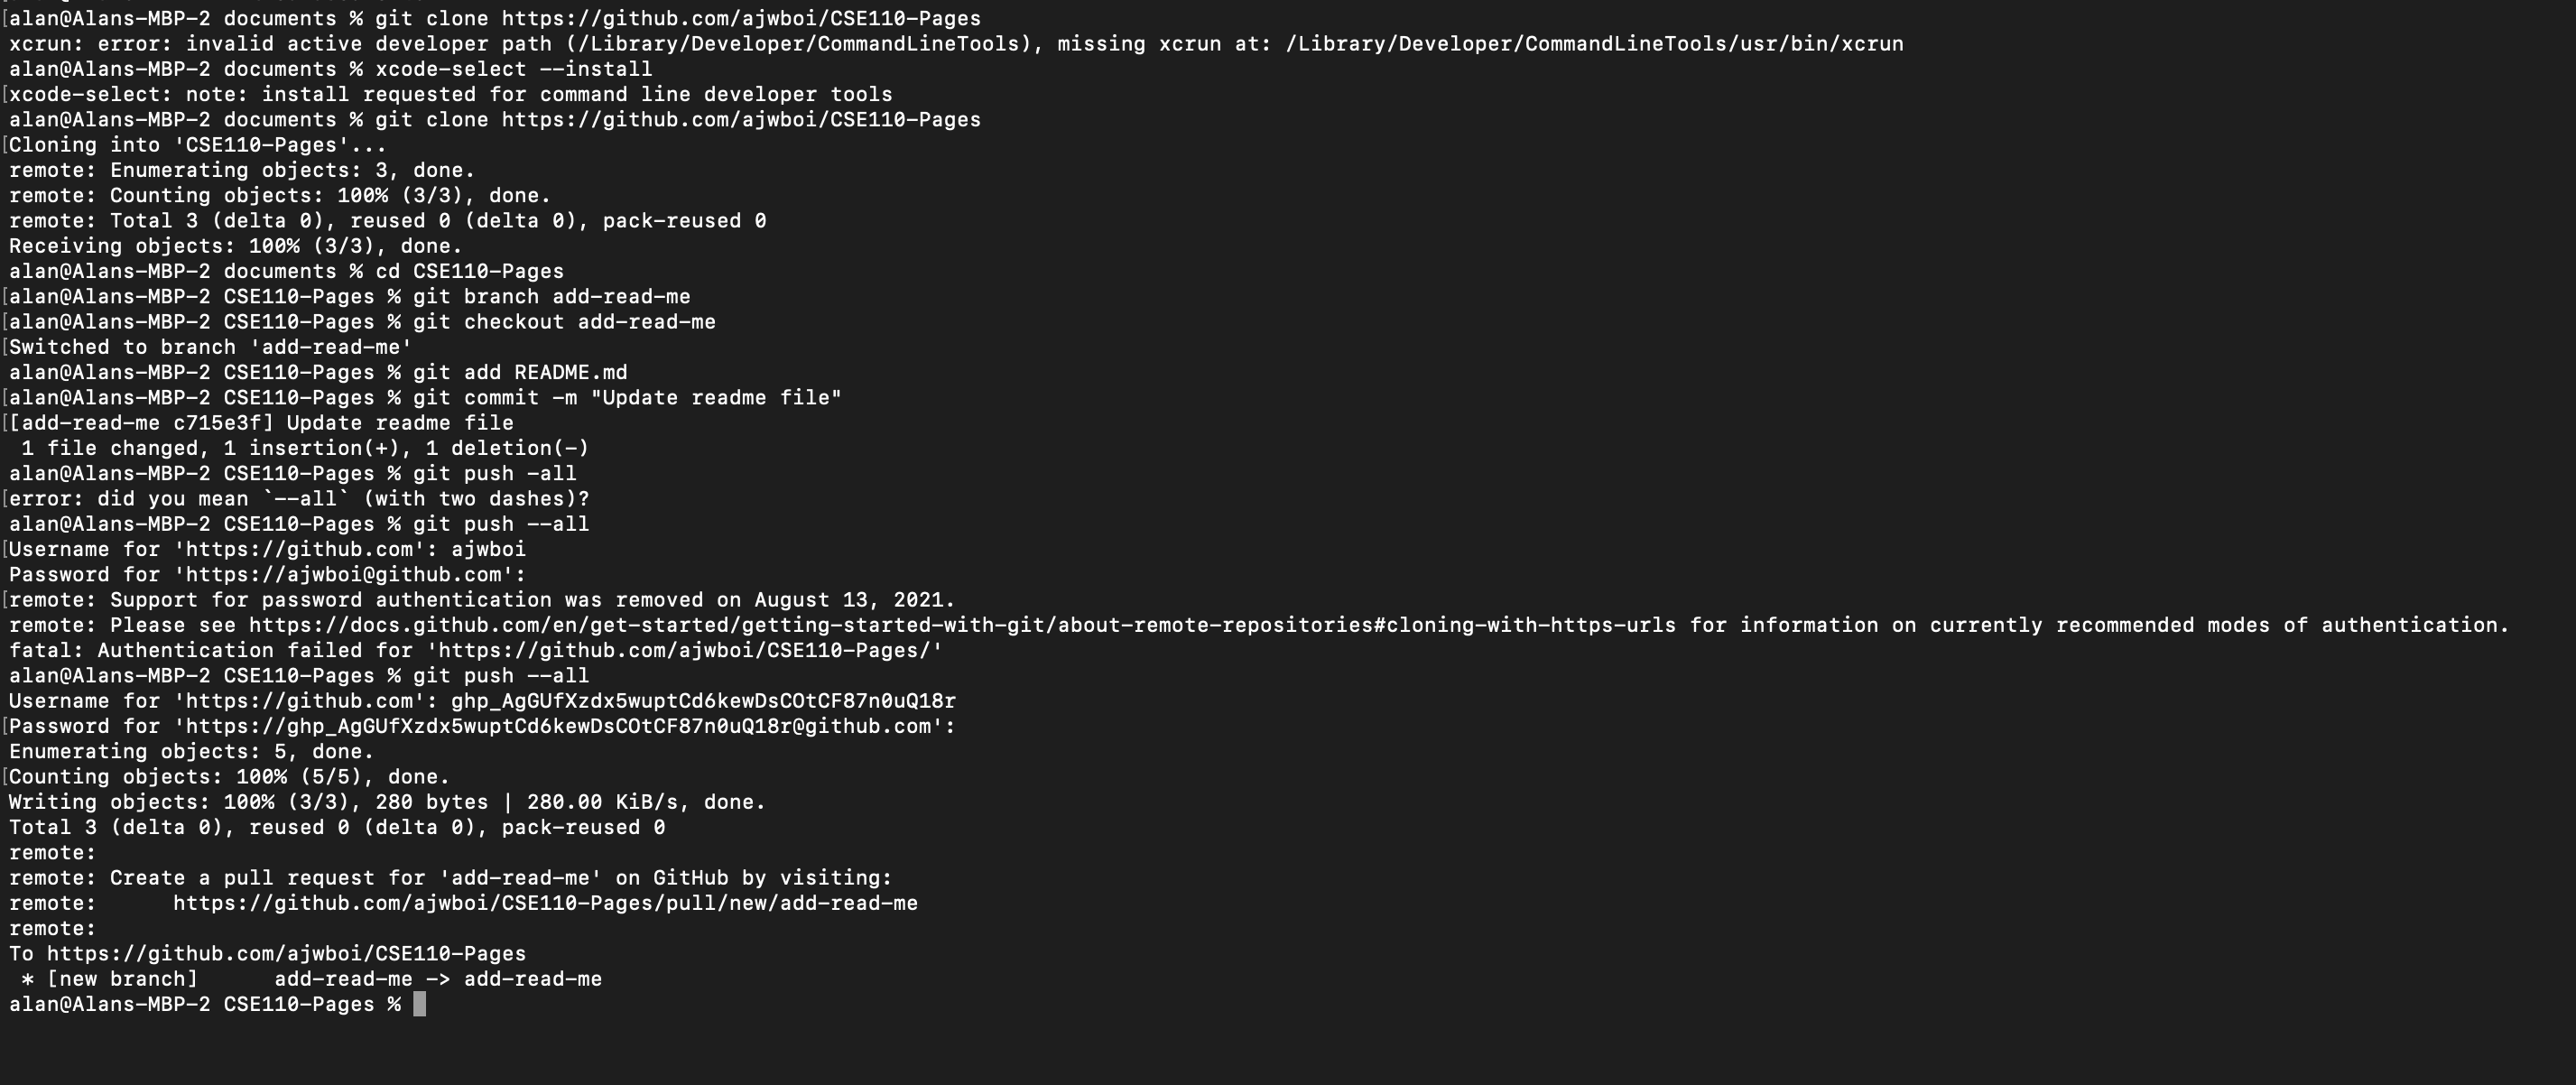 alan@Alans-MBP-2 documents % git clone https://github.com/ajwboi/CSE110-Pages
xcrun: error: invalid active developer path (/Library/Developer/CommandLineTools), missing xcrun at: /Library/Developer/CommandLineTools/usr/bin/xcrun
alan@Alans-MBP-2 documents % xcode-select --install
xcode-select: note: install requested for command line developer tools
alan@Alans-MBP-2 documents % git clone https://github.com/ajwboi/CSE110-Pages
Cloning into 'CSE110-Pages'...
remote: Enumerating objects: 3, done.
remote: Counting objects: 100% (3/3), done.
remote: Total 3 (delta 0), reused 0 (delta 0), pack-reused 0
Receiving objects: 100% (3/3), done.
alan@Alans-MBP-2 documents % cd CSE110-Pages
alan@Alans-MBP-2 CSE110-Pages % git branch add-read-me
alan@Alans-MBP-2 CSE110-Pages % git checkout add-read-me
Switched to branch 'add-read-me'
alan@Alans-MBP-2 CSE110-Pages % git add README.md
alan@Alans-MBP-2 CSE110-Pages % git commit -m "Update readme file"
[add-read-me c715e3f] Update readme file
 1 file changed, 1 insertion(+), 1 deletion(-)
alan@Alans-MBP-2 CSE110-Pages % git push -all
error: did you mean `--all` (with two dashes)?
alan@Alans-MBP-2 CSE110-Pages % git push --all
Username for 'https://github.com': ajwboi
Password for 'https://ajwboi@github.com':
remote: Support for password authentication was removed on August 13, 2021.
remote: Please see https://docs.github.com/en/get-started/getting-started-with-git/about-remote-repositories#cloning-with-https-urls for information on currently recommended modes of authentication.
fatal: Authentication failed for 'https://github.com/ajwboi/CSE110-Pages/'
alan@Alans-MBP-2 CSE110-Pages % git push --all
Username for 'https://github.com': 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
Password for 'https://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@github.com':
Enumerating objects: 5, done.
Counting objects: 100% (5/5), done.
Writing objects: 100% (3/3), 280 bytes | 280.00 KiB/s, done.
Total 3 (delta 0), reused 0 (delta 0), pack-reused 0
remote:
remote: Create a pull request for 'add-read-me' on GitHub by visiting:
remote:      https://github.com/ajwboi/CSE110-Pages/pull/new/add-read-me
remote:
To https://github.com/ajwboi/CSE110-Pages
 * [new branch]      add-read-me -> add-read-me
alan@Alans-MBP-2 CSE110-Pages %